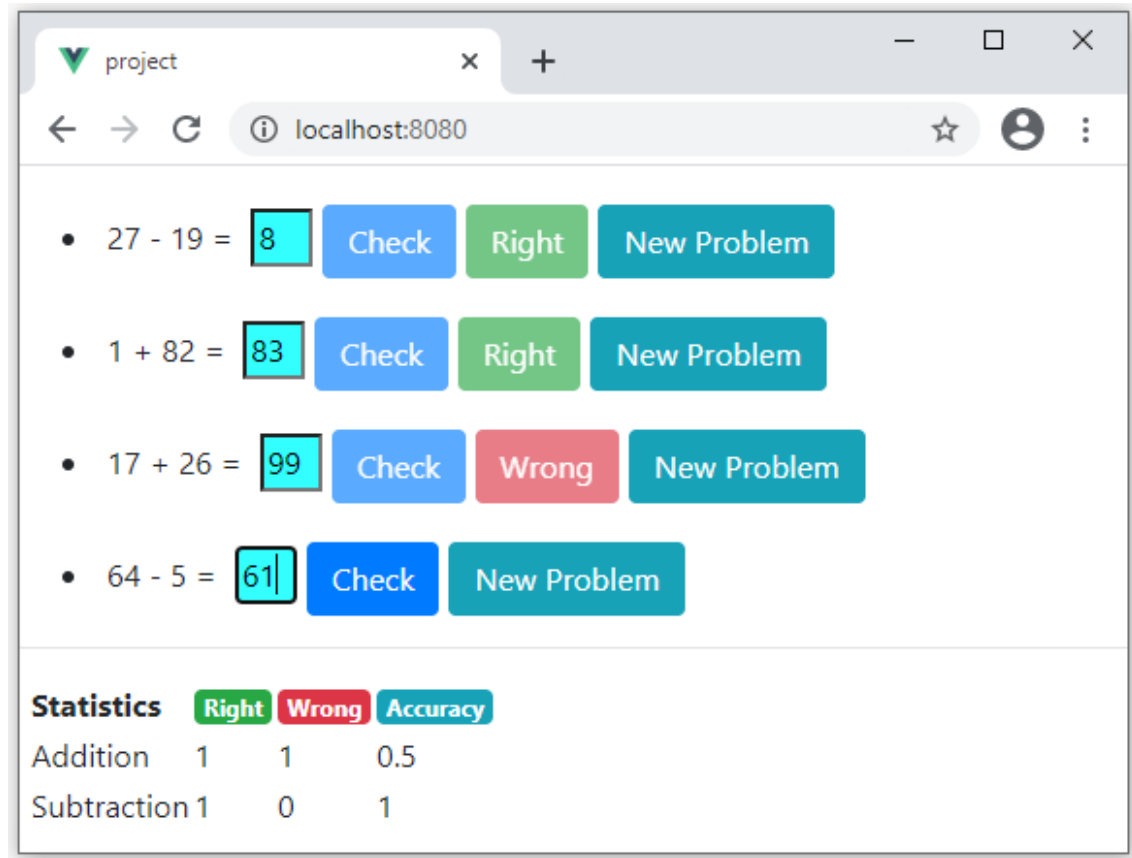 project
localhost:8080
27 - 19 = 8 Check Right New Problem
1 + 82 = 83 Check Right New Problem
17 + 26 = 99 Check Wrong New Problem
64 - 5 = 61 Check New Problem
Statistics Right Wrong Accuracy
Addition 1 1 0.5
Subtraction 1 0 1